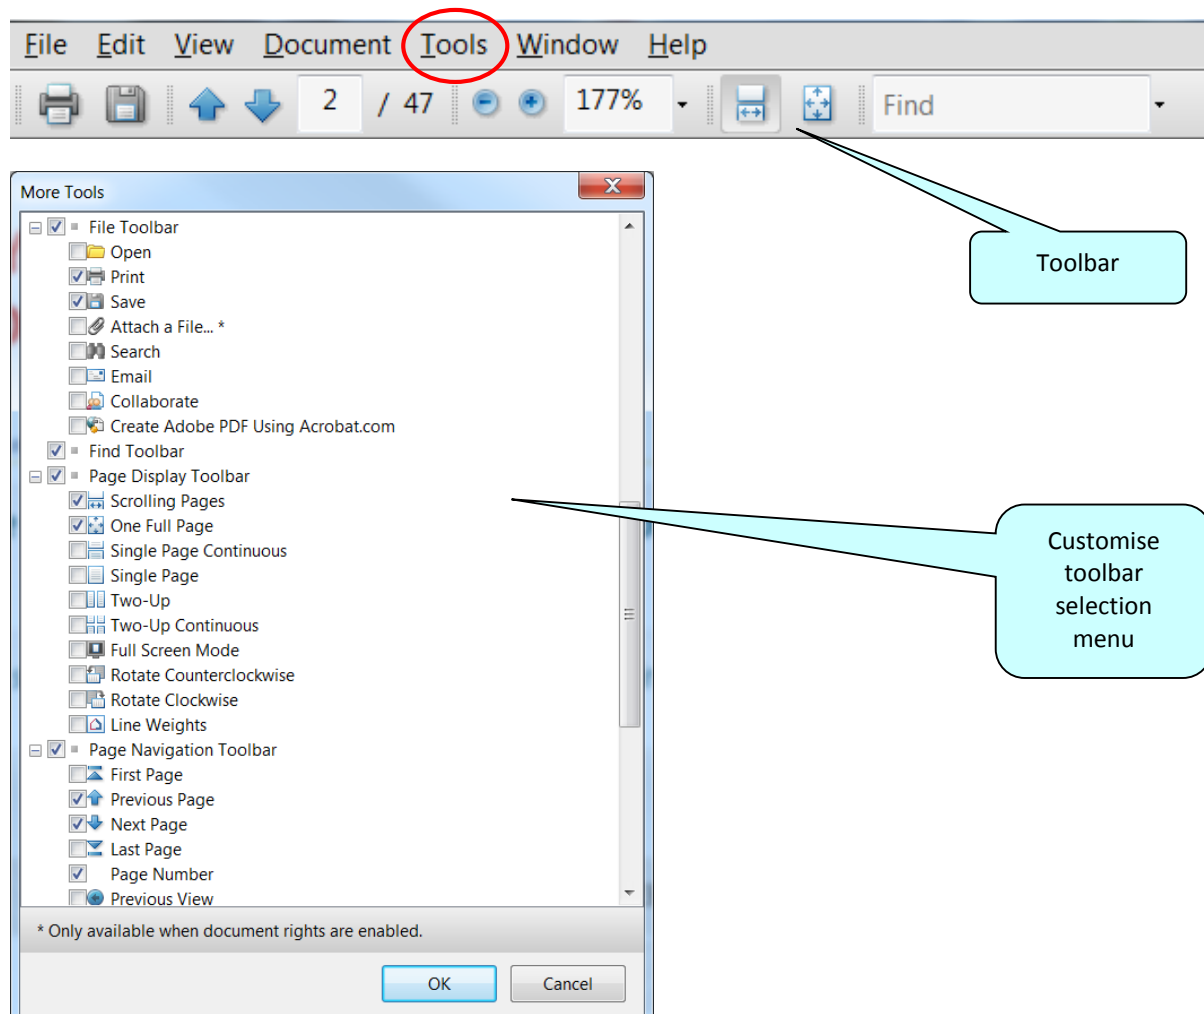 File Edit View Document Tools Window Help
2 / 47 177% Find
Toolbar
More Tools
File Toolbar
Open
Print
Save
Attach a File... *
Search
Email
Collaborate
Create Adobe PDF Using Acrobat.com
Find Toolbar
Page Display Toolbar
Scrolling Pages
One Full Page
Single Page Continuous
Single Page
Two-Up
Two-Up Continuous
Full Screen Mode
Rotate Counterclockwise
Rotate Clockwise
Line Weights
Page Navigation Toolbar
First Page
Previous Page
Next Page
Last Page
Page Number
Previous View
* Only available when document rights are enabled.
OK Cancel
Customise
toolbar
selection
menu